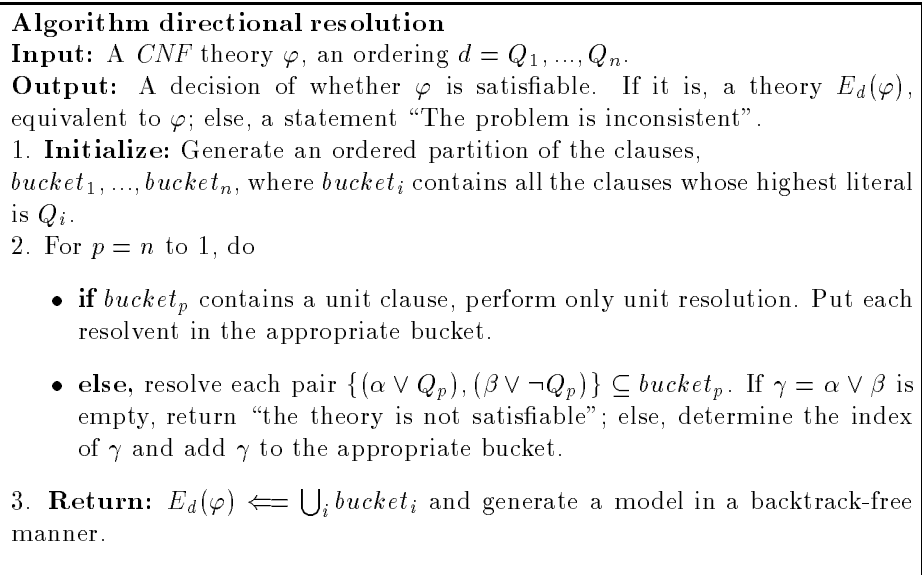 Algorithm directional resolution
Input: A CNF theory φ, an ordering d = Q₁, ..., Qₙ.
Output: A decision of whether φ is satisfiable. If it is, a theory E_d(φ),
equivalent to φ; else, a statement “The problem is inconsistent”.
1. Initialize: Generate an ordered partition of the clauses,
bucket₁, ..., bucketₙ, where bucketᵢ contains all the clauses whose highest literal
is Qᵢ.
2. For p = n to 1, do
• if bucketₚ contains a unit clause, perform only unit resolution. Put each
resolvent in the appropriate bucket.
• else, resolve each pair {(α ∨ Qₚ), (β ∨ ¬Qₚ)} ⊆ bucketₚ. If γ = α ∨ β is
empty, return “the theory is not satisfiable”; else, determine the index
of γ and add γ to the appropriate bucket.
3. Return: E_d(φ) ⟸ ⋃ᵢ bucketᵢ and generate a model in a backtrack-free
manner.